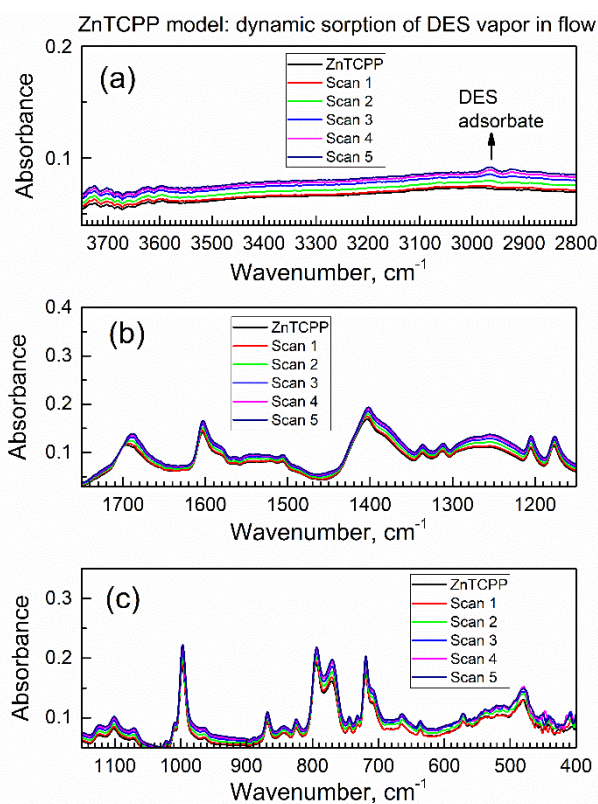 ZnTCPP model: dynamic sorption of DES vapor in flow
0.2
0.1
Absorbance
(a)
ZnTCPP
Scan 1
Scan 2
Scan 3
Scan 4
Scan 5
DES
adsorbate
3700 3600 3500 3400 3300 3200 3100 3000 2900 2800
Wavenumber, cm-1
0.4
0.3
0.2
0.1
Absorbance
(b)
ZnTCPP
Scan 1
Scan 2
Scan 3
Scan 4
Scan 5
1700 1600 1500 1400 1300 1200
Wavenumber, cm-1
0.3
0.2
0.1
Absorbance
(c)
ZnTCPP
Scan 1
Scan 2
Scan 3
Scan 4
Scan 5
1100 1000 900 800 700 600 500 400
Wavenumber, cm-1